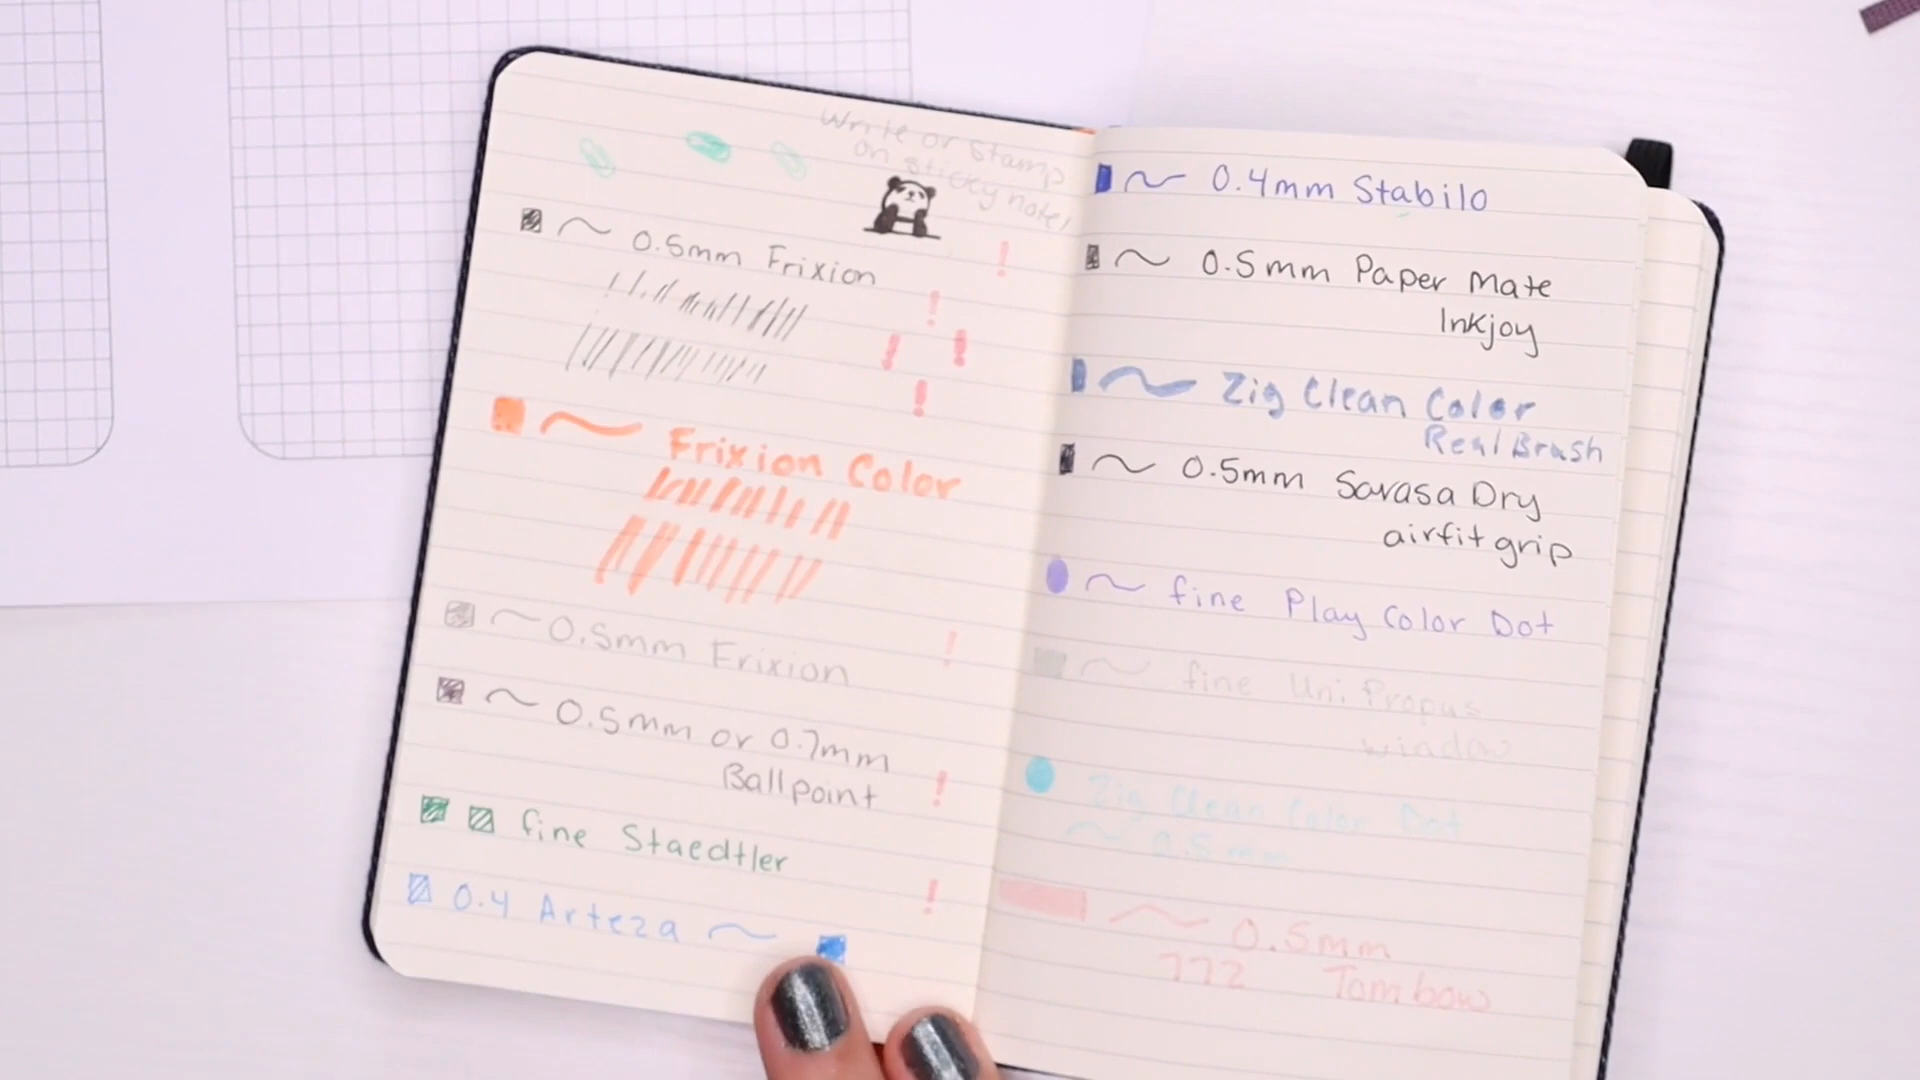 Write or Stamp
on sticky notes
0.5mm Frixion
Frixion Color
0.5mm Frixion
0.5mm or 0.7mm
Ballpoint
fine Staedtler
0.4 Arteza
0.4mm Stabilo
0.5mm Paper Mate
Inkjoy
Zig Clean Color
Real Brush
0.5mm Sarasa Dry
airfit grip
fine Play Color Dot
fine Uni Propus
window
Zig Clean Color Dot
0.5mm
0.5mm
772 Tombow